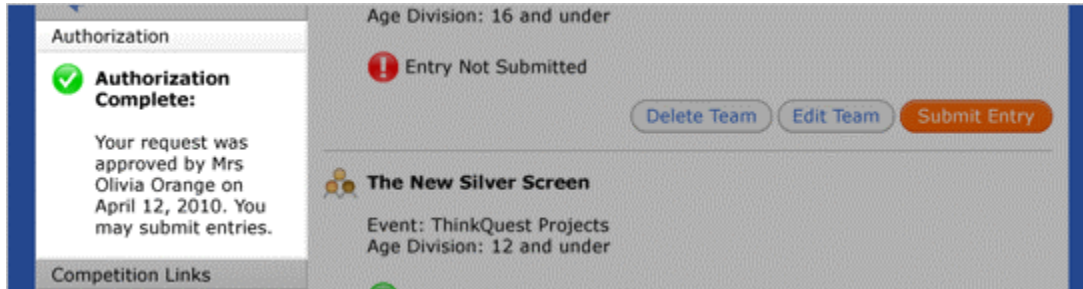 Authorization
Authorization
Complete:
Your request was
approved by Mrs
Olivia Orange on
April 12, 2010. You
may submit entries.
Competition Links
Age Division: 16 and under
Entry Not Submitted
Delete Team Edit Team Submit Entry
The New Silver Screen
Event: ThinkQuest Projects
Age Division: 12 and under